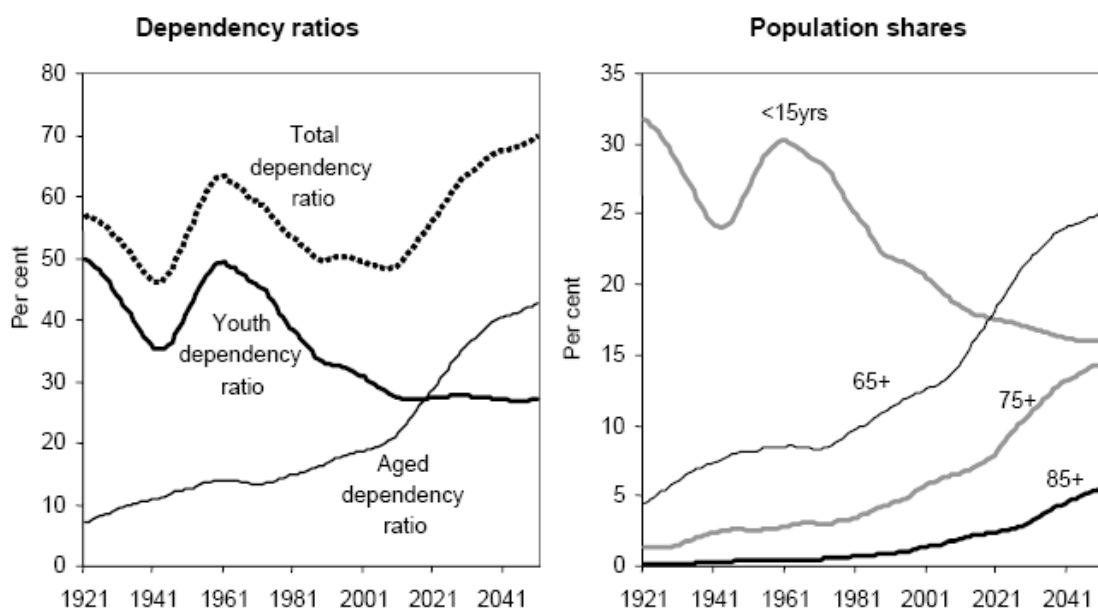 Dependency ratios
80
70
60
50
40
30
20
10
0
Per cent
Total
dependency
ratio
Youth
dependency
ratio
Aged
dependency
ratio
1921 1941 1961 1981 2001 2021 2041
Population shares
35
30
25
20
15
10
5
0
Per cent
<15yrs
65+
75+
85+
1921 1941 1961 1981 2001 2021 2041